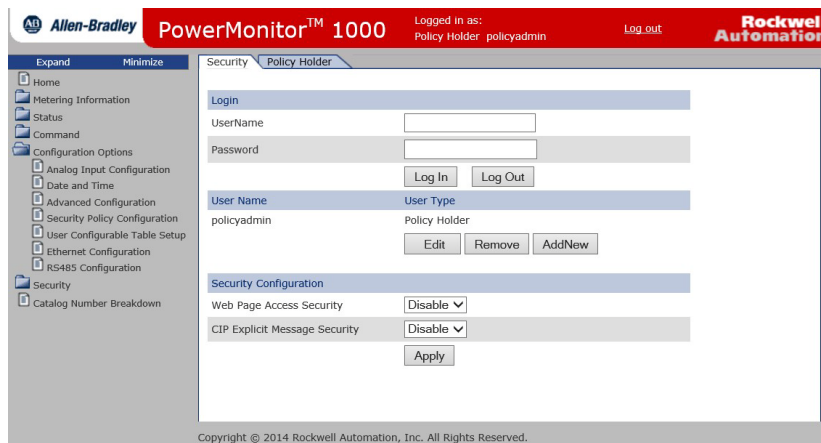 AB Allen-Bradley
PowerMonitor™ 1000
Logged in as:
Policy Holder policyadmin
Log out
Rockwel
Automation
Expand Minimize
Home
Metering Information
Status
Command
Configuration Options
Analog Input Configuration
Date and Time
Advanced Configuration
Security Policy Configuration
User Configurable Table Setup
Ethernet Configuration
RS485 Configuration
Security
Catalog Number Breakdown
Security Policy Holder
Login
UserName
Password
Log In Log Out
User Name User Type
policyadmin Policy Holder
Edit Remove AddNew
Security Configuration
Web Page Access Security Disable
CIP Explicit Message Security Disable
Apply
Copyright © 2014 Rockwell Automation, Inc. All Rights Reserved.